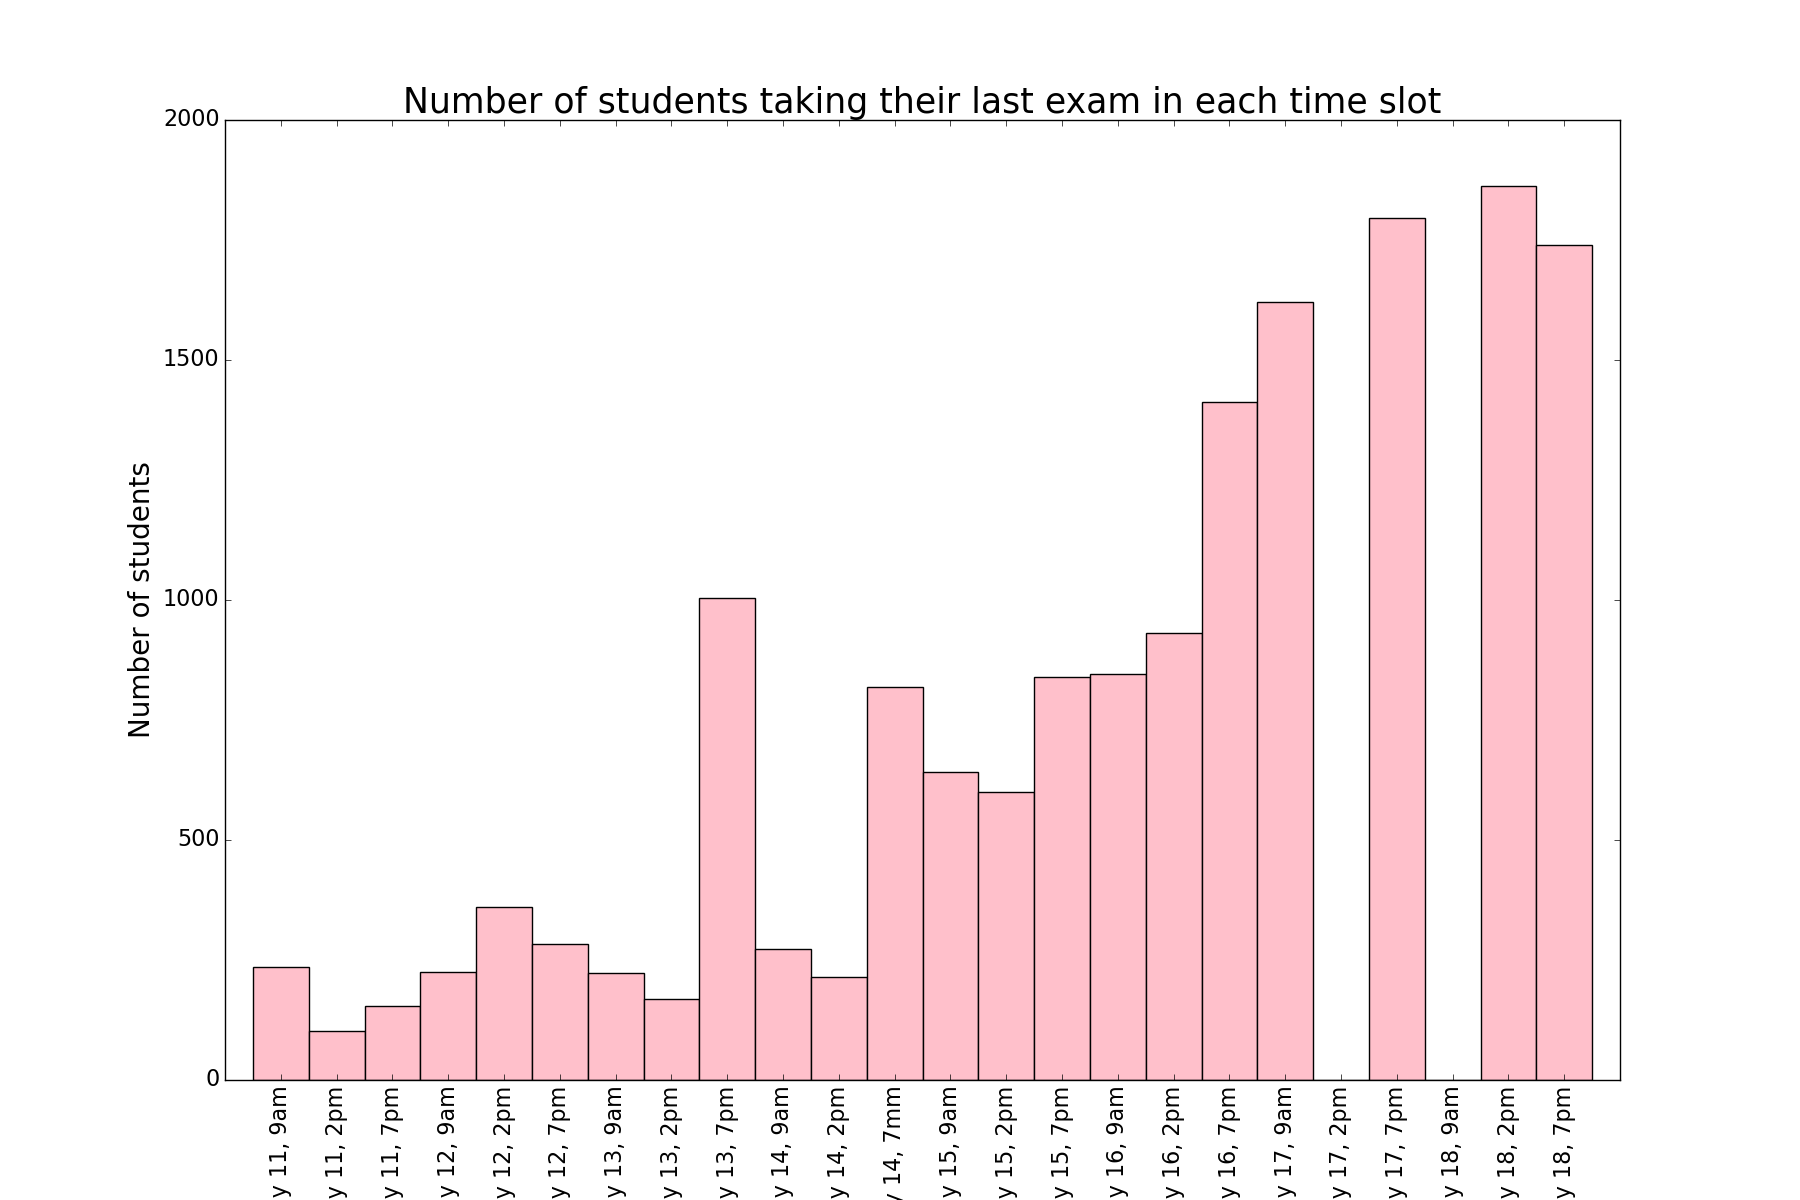 Number of students taking their last exam in each time slot
2000
1500
1000
500
0
Number of students
y 11, 9am
y 11, 2pm
y 11, 7pm
y 12, 9am
y 12, 2pm
y 12, 7pm
y 13, 9am
y 13, 2pm
y 13, 7pm
y 14, 9am
y 14, 2pm
y 14, 7mm
y 15, 9am
y 15, 2pm
y 15, 7pm
y 16, 9am
y 16, 2pm
y 16, 7pm
y 17, 9am
y 17, 2pm
y 17, 7pm
y 18, 9am
y 18, 2pm
y 18, 7pm